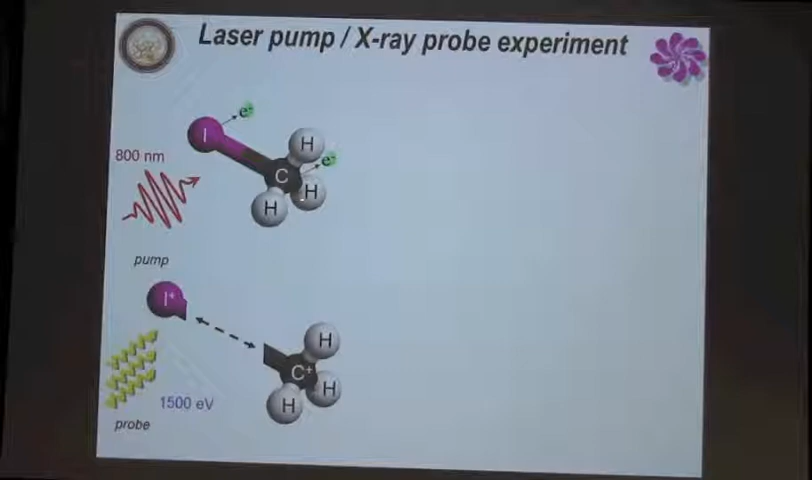 Laser pump / X-ray probe experiment
I
e-
H
800 nm
e-
C
H
H
pump
I+
H
C+
H
1500 eV
H
probe